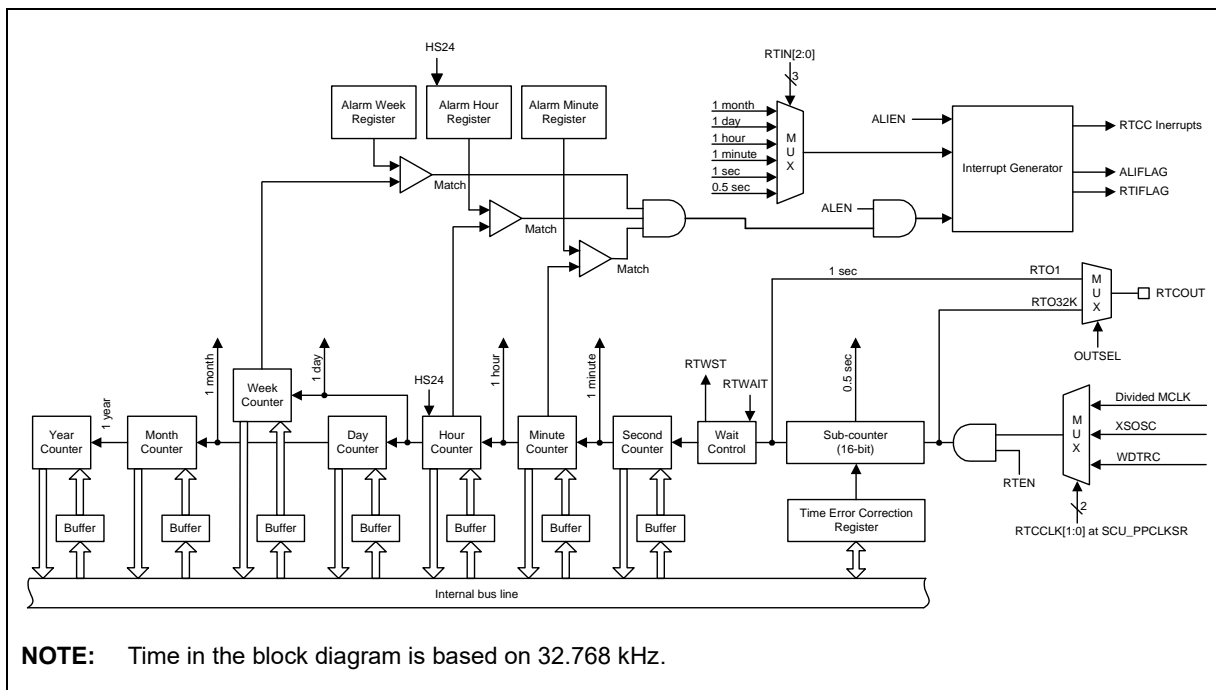 HS24
RTIN[2:0]
3
Alarm Week
Register
Alarm Hour
Register
Alarm Minute
Register
1 month
1 day
1 hour
1 minute
1 sec
0.5 sec
M
U
X
ALIEN
Interrupt Generator
RTCC Inerrupts
ALIFLAG
RTIFLAG
Match
Match
Match
ALEN
1 sec
RTO1
RTO32K
M
U
X
RTCOUT
OUTSEL
1 month
1 day
HS24
1 hour
1 minute
RTWST
RTWAIT
0.5 sec
1 year
Year
Counter
Month
Counter
Week
Counter
Day
Counter
Hour
Counter
Minute
Counter
Second
Counter
Wait
Control
Sub-counter
(16-bit)
RTEN
M
U
X
Divided MCLK
XSOSC
WDTRC
2
RTCCLK[1:0] at SCU_PPCLKSR
Buffer
Buffer
Buffer
Buffer
Buffer
Buffer
Buffer
Time Error Correction
Register
Internal bus line
NOTE: Time in the block diagram is based on 32.768 kHz.